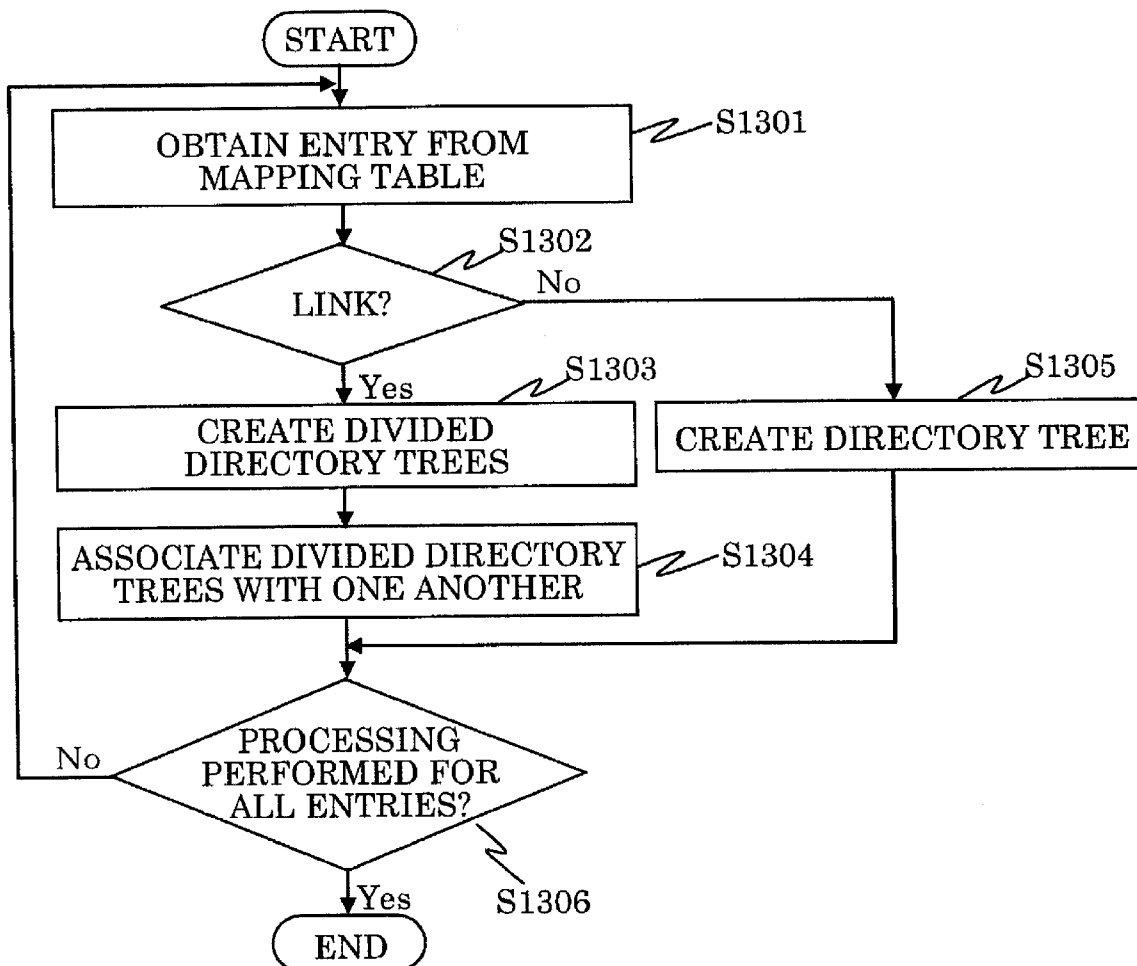 START
OBTAIN ENTRY FROM
MAPPING TABLE
S1301
S1302
LINK?
No
Yes
S1303
CREATE DIVIDED
DIRECTORY TREES
S1305
CREATE DIRECTORY TREE
ASSOCIATE DIVIDED DIRECTORY
TREES WITH ONE ANOTHER
S1304
PROCESSING
PERFORMED FOR
ALL ENTRIES?
No
S1306
Yes
END